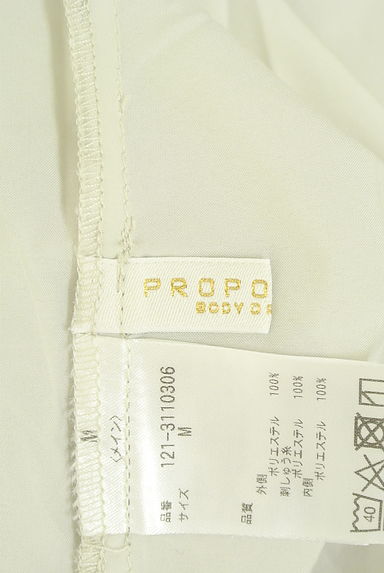 PROPO
BODY D
M
〈メイン〉
品番 121-3110306
サイズ M
品質 外側 ポリエステル 100%
刺しゅう糸 ポリエステル 100%
内側 ポリエステル 100%
40